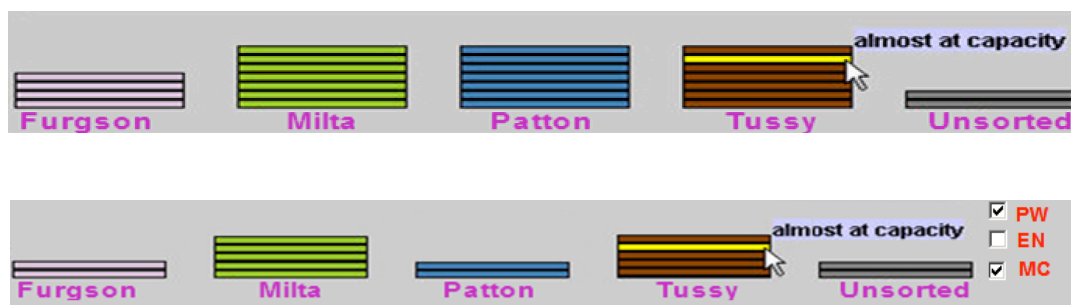 almost at capacity
Furgson Milta Patton Tussy Unsorted
PW
almost at capacity
EN
MC
Furgson Milta Patton Tussy Unsorted